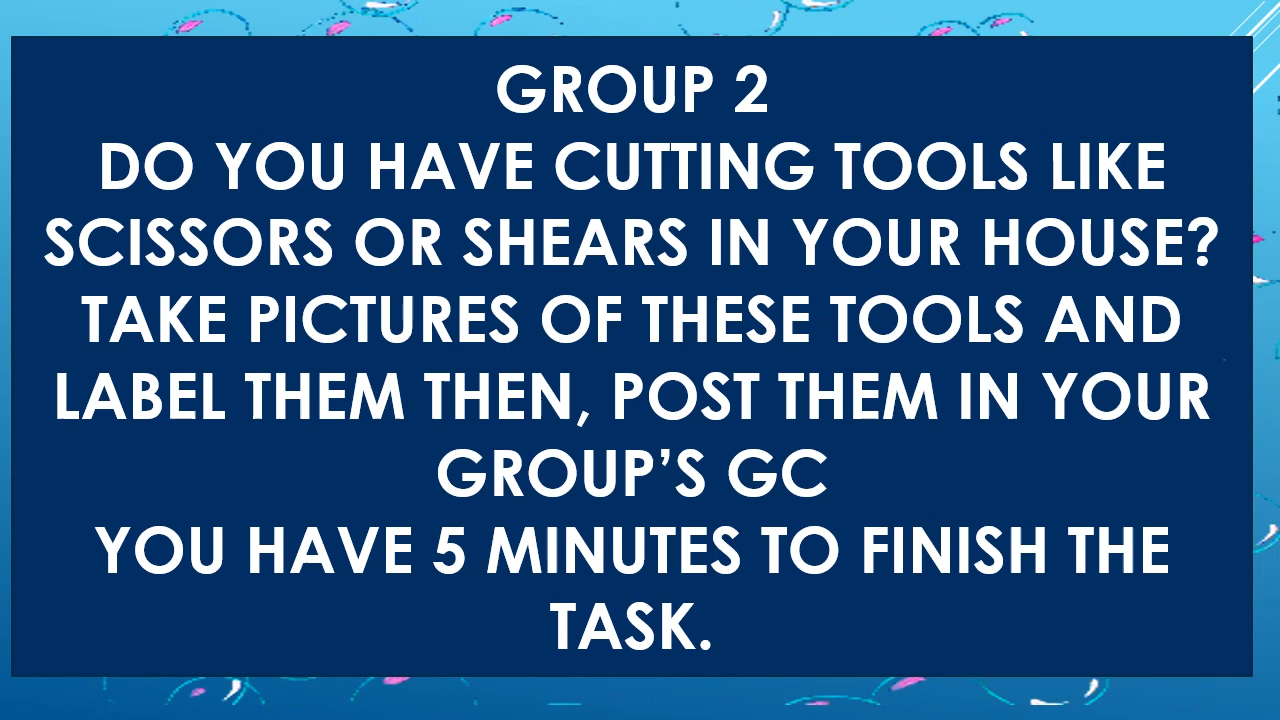 GROUP 2
DO YOU HAVE CUTTING TOOLS LIKE
SCISSORS OR SHEARS IN YOUR HOUSE?
TAKE PICTURES OF THESE TOOLS AND
LABEL THEM THEN, POST THEM IN YOUR
GROUP’S GC
YOU HAVE 5 MINUTES TO FINISH THE
TASK.